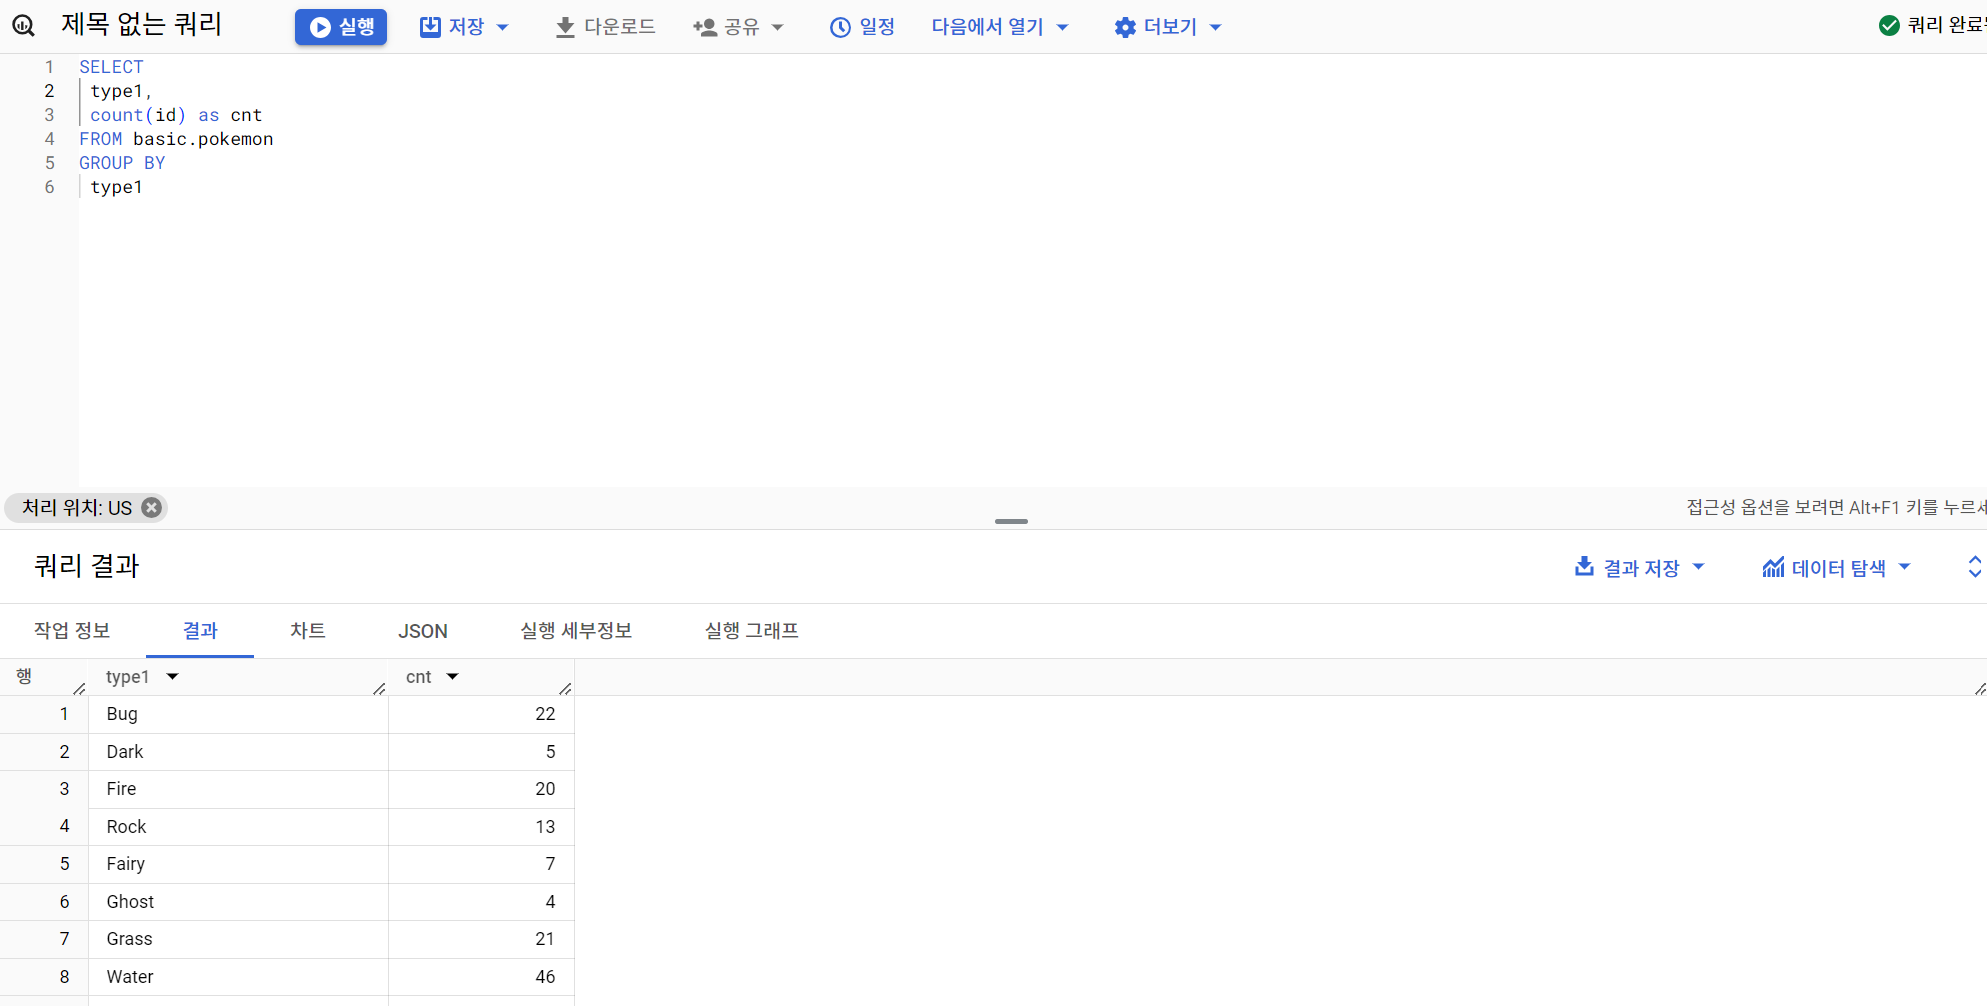 제목 없는 쿼리 실행 저장 다운로드 공유 일정 다음에서 열기 더보기 쿼리 완료
1 SELECT
2 type1,
3 count(id) as cnt
4 FROM basic.pokemon
5 GROUP BY
6 type1
처리 위치: US 접근성 옵션을 보려면 Alt+F1 키를 누르세
쿼리 결과 결과 저장 데이터 탐색
작업 정보 결과 차트 JSON 실행 세부정보 실행 그래프
행 type1 cnt
1 Bug 22
2 Dark 5
3 Fire 20
4 Rock 13
5 Fairy 7
6 Ghost 4
7 Grass 21
8 Water 46